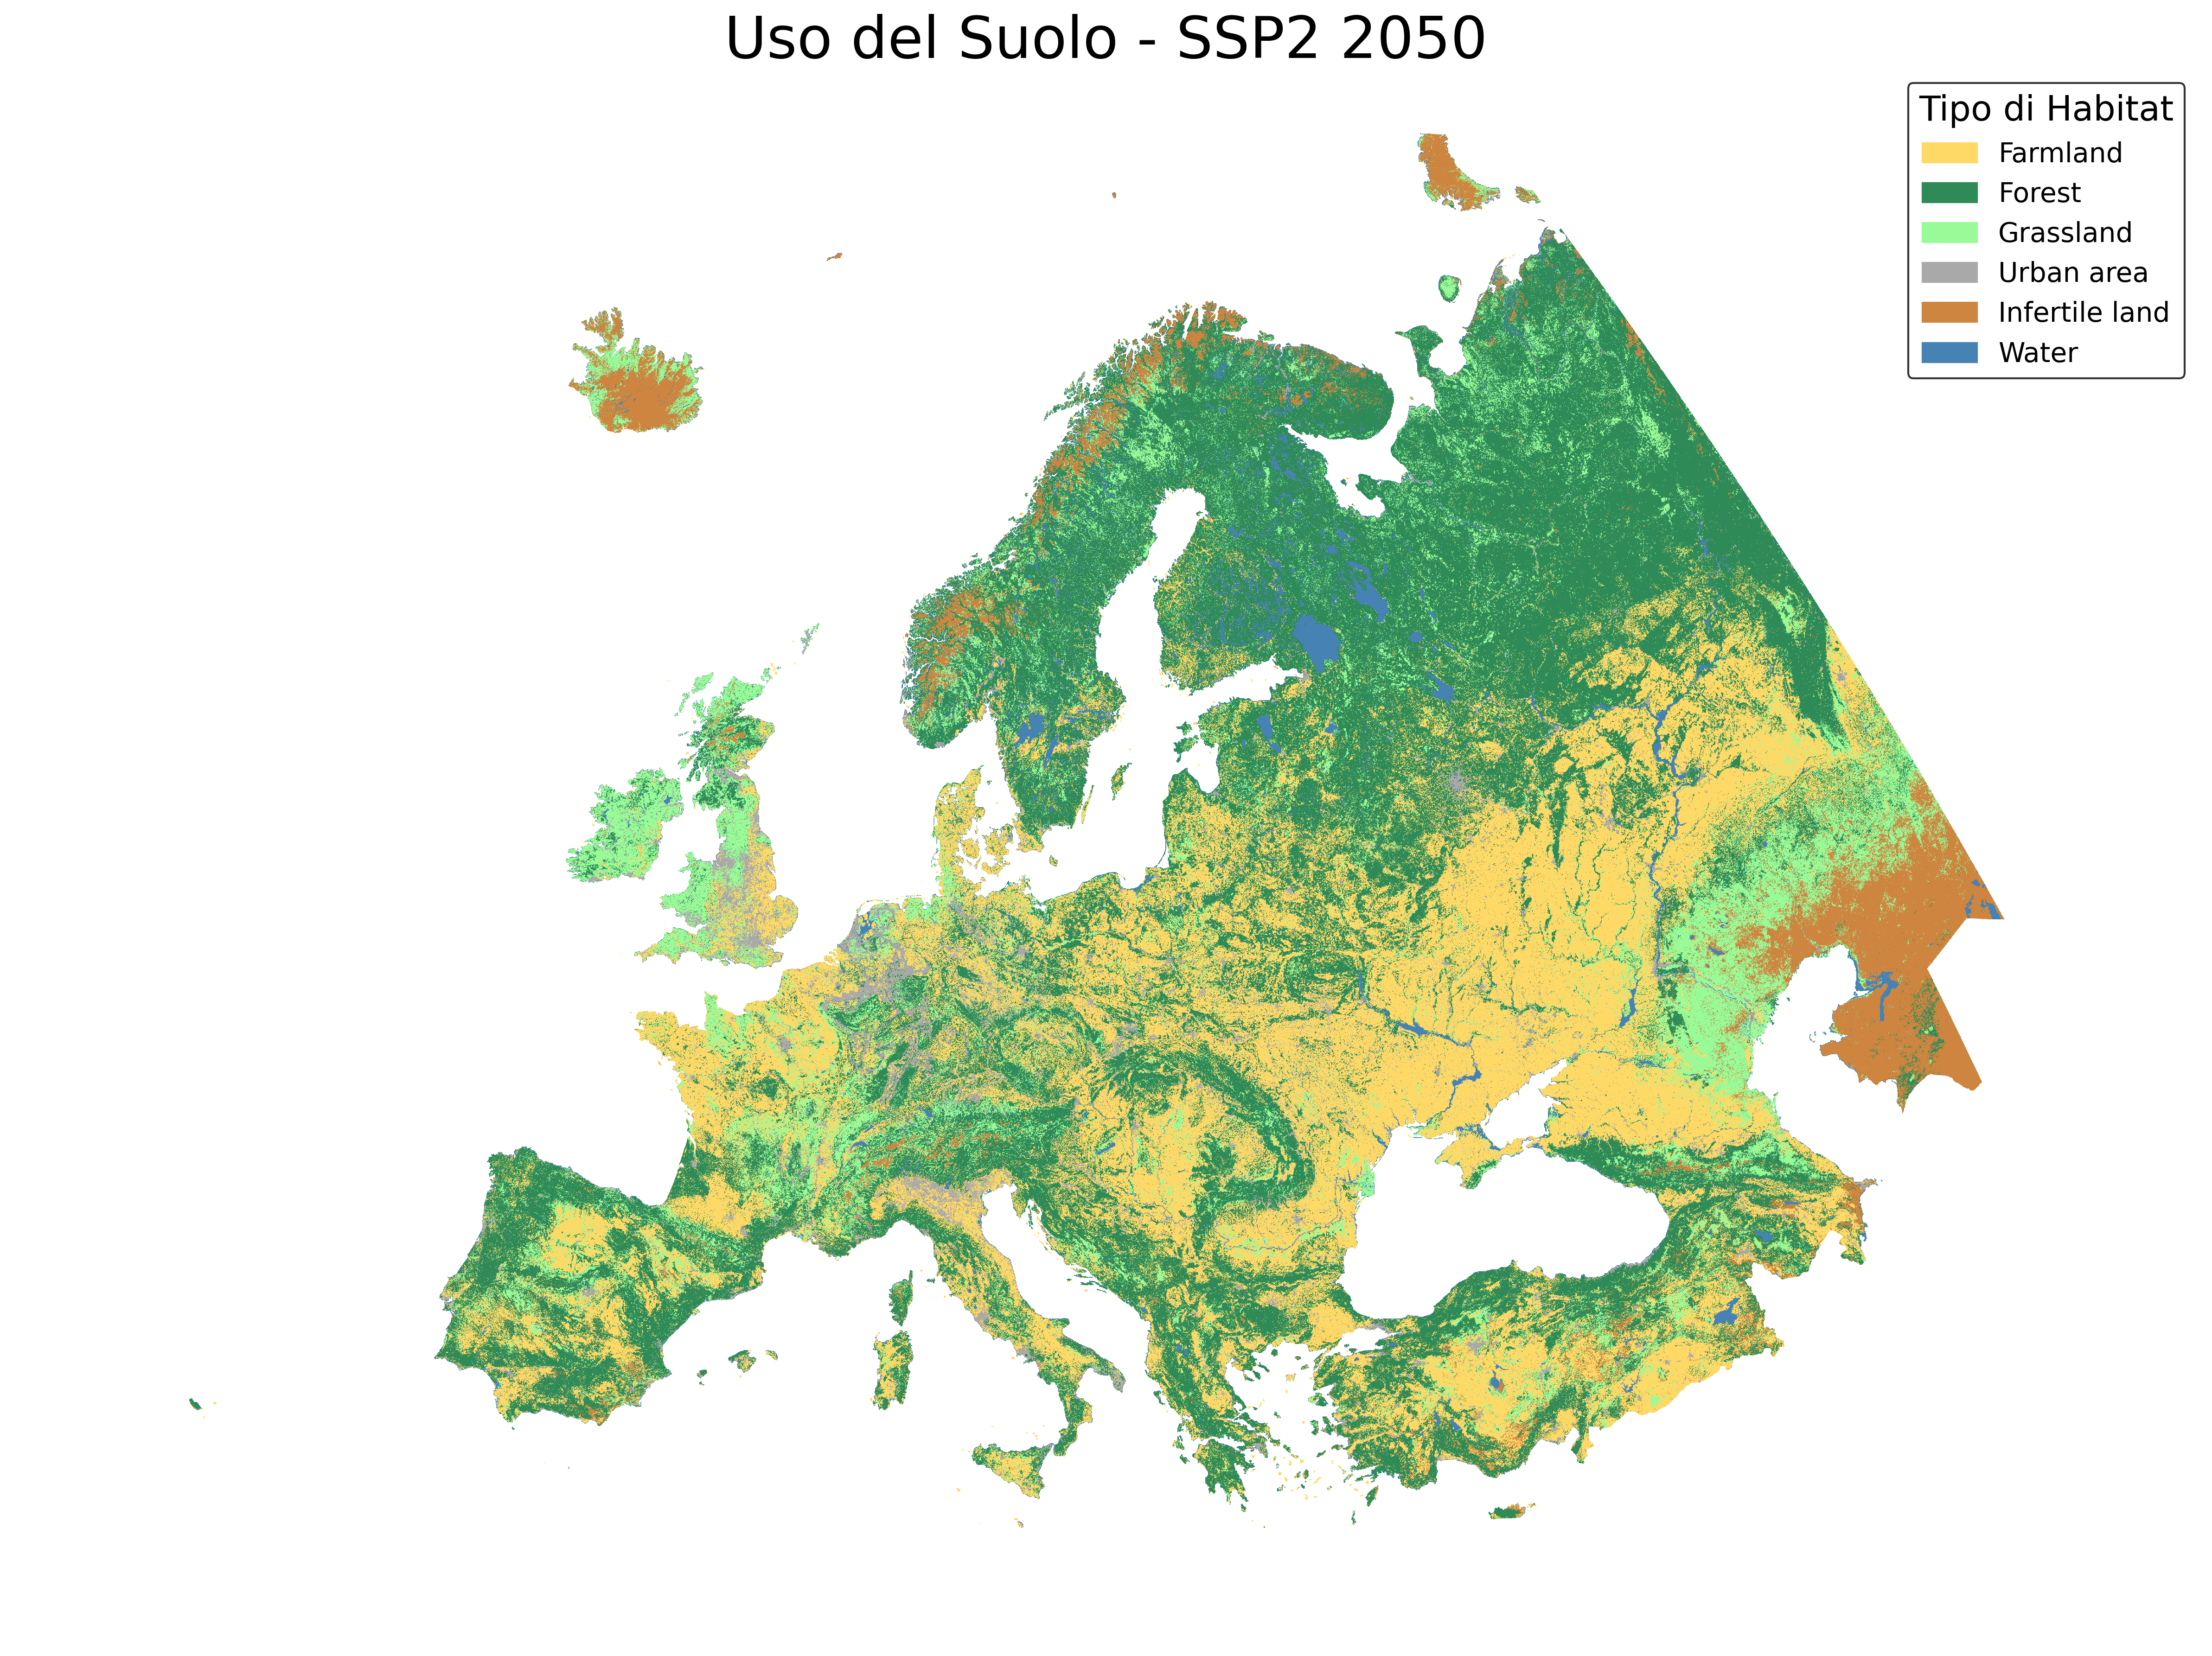 Uso del Suolo - SSP2 2050
Tipo di Habitat
Farmland
Forest
Grassland
Urban area
Infertile land
Water